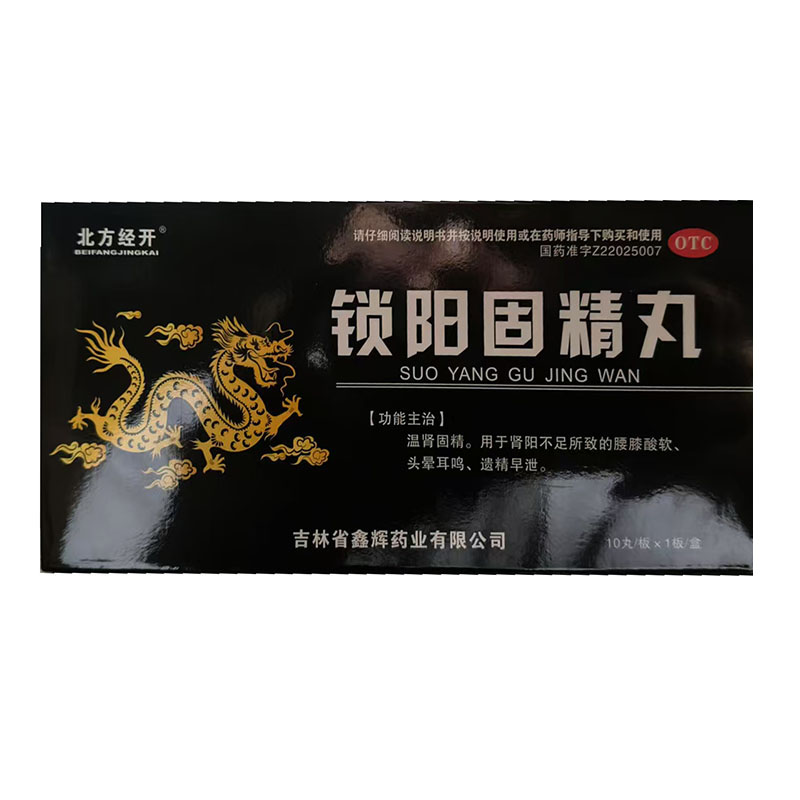 北方经开®
BEIFANGJINGKAI
请仔细阅读说明书并按说明使用或在药师指导下购买和使用
国药准字Z22025007
OTC
锁阳固精丸
SUO YANG GU JING WAN
【功能主治】
温肾固精。用于肾阳不足所致的腰膝酸软、
头晕耳鸣、遗精早泄。
吉林省鑫辉药业有限公司
10丸/板×1板/盒